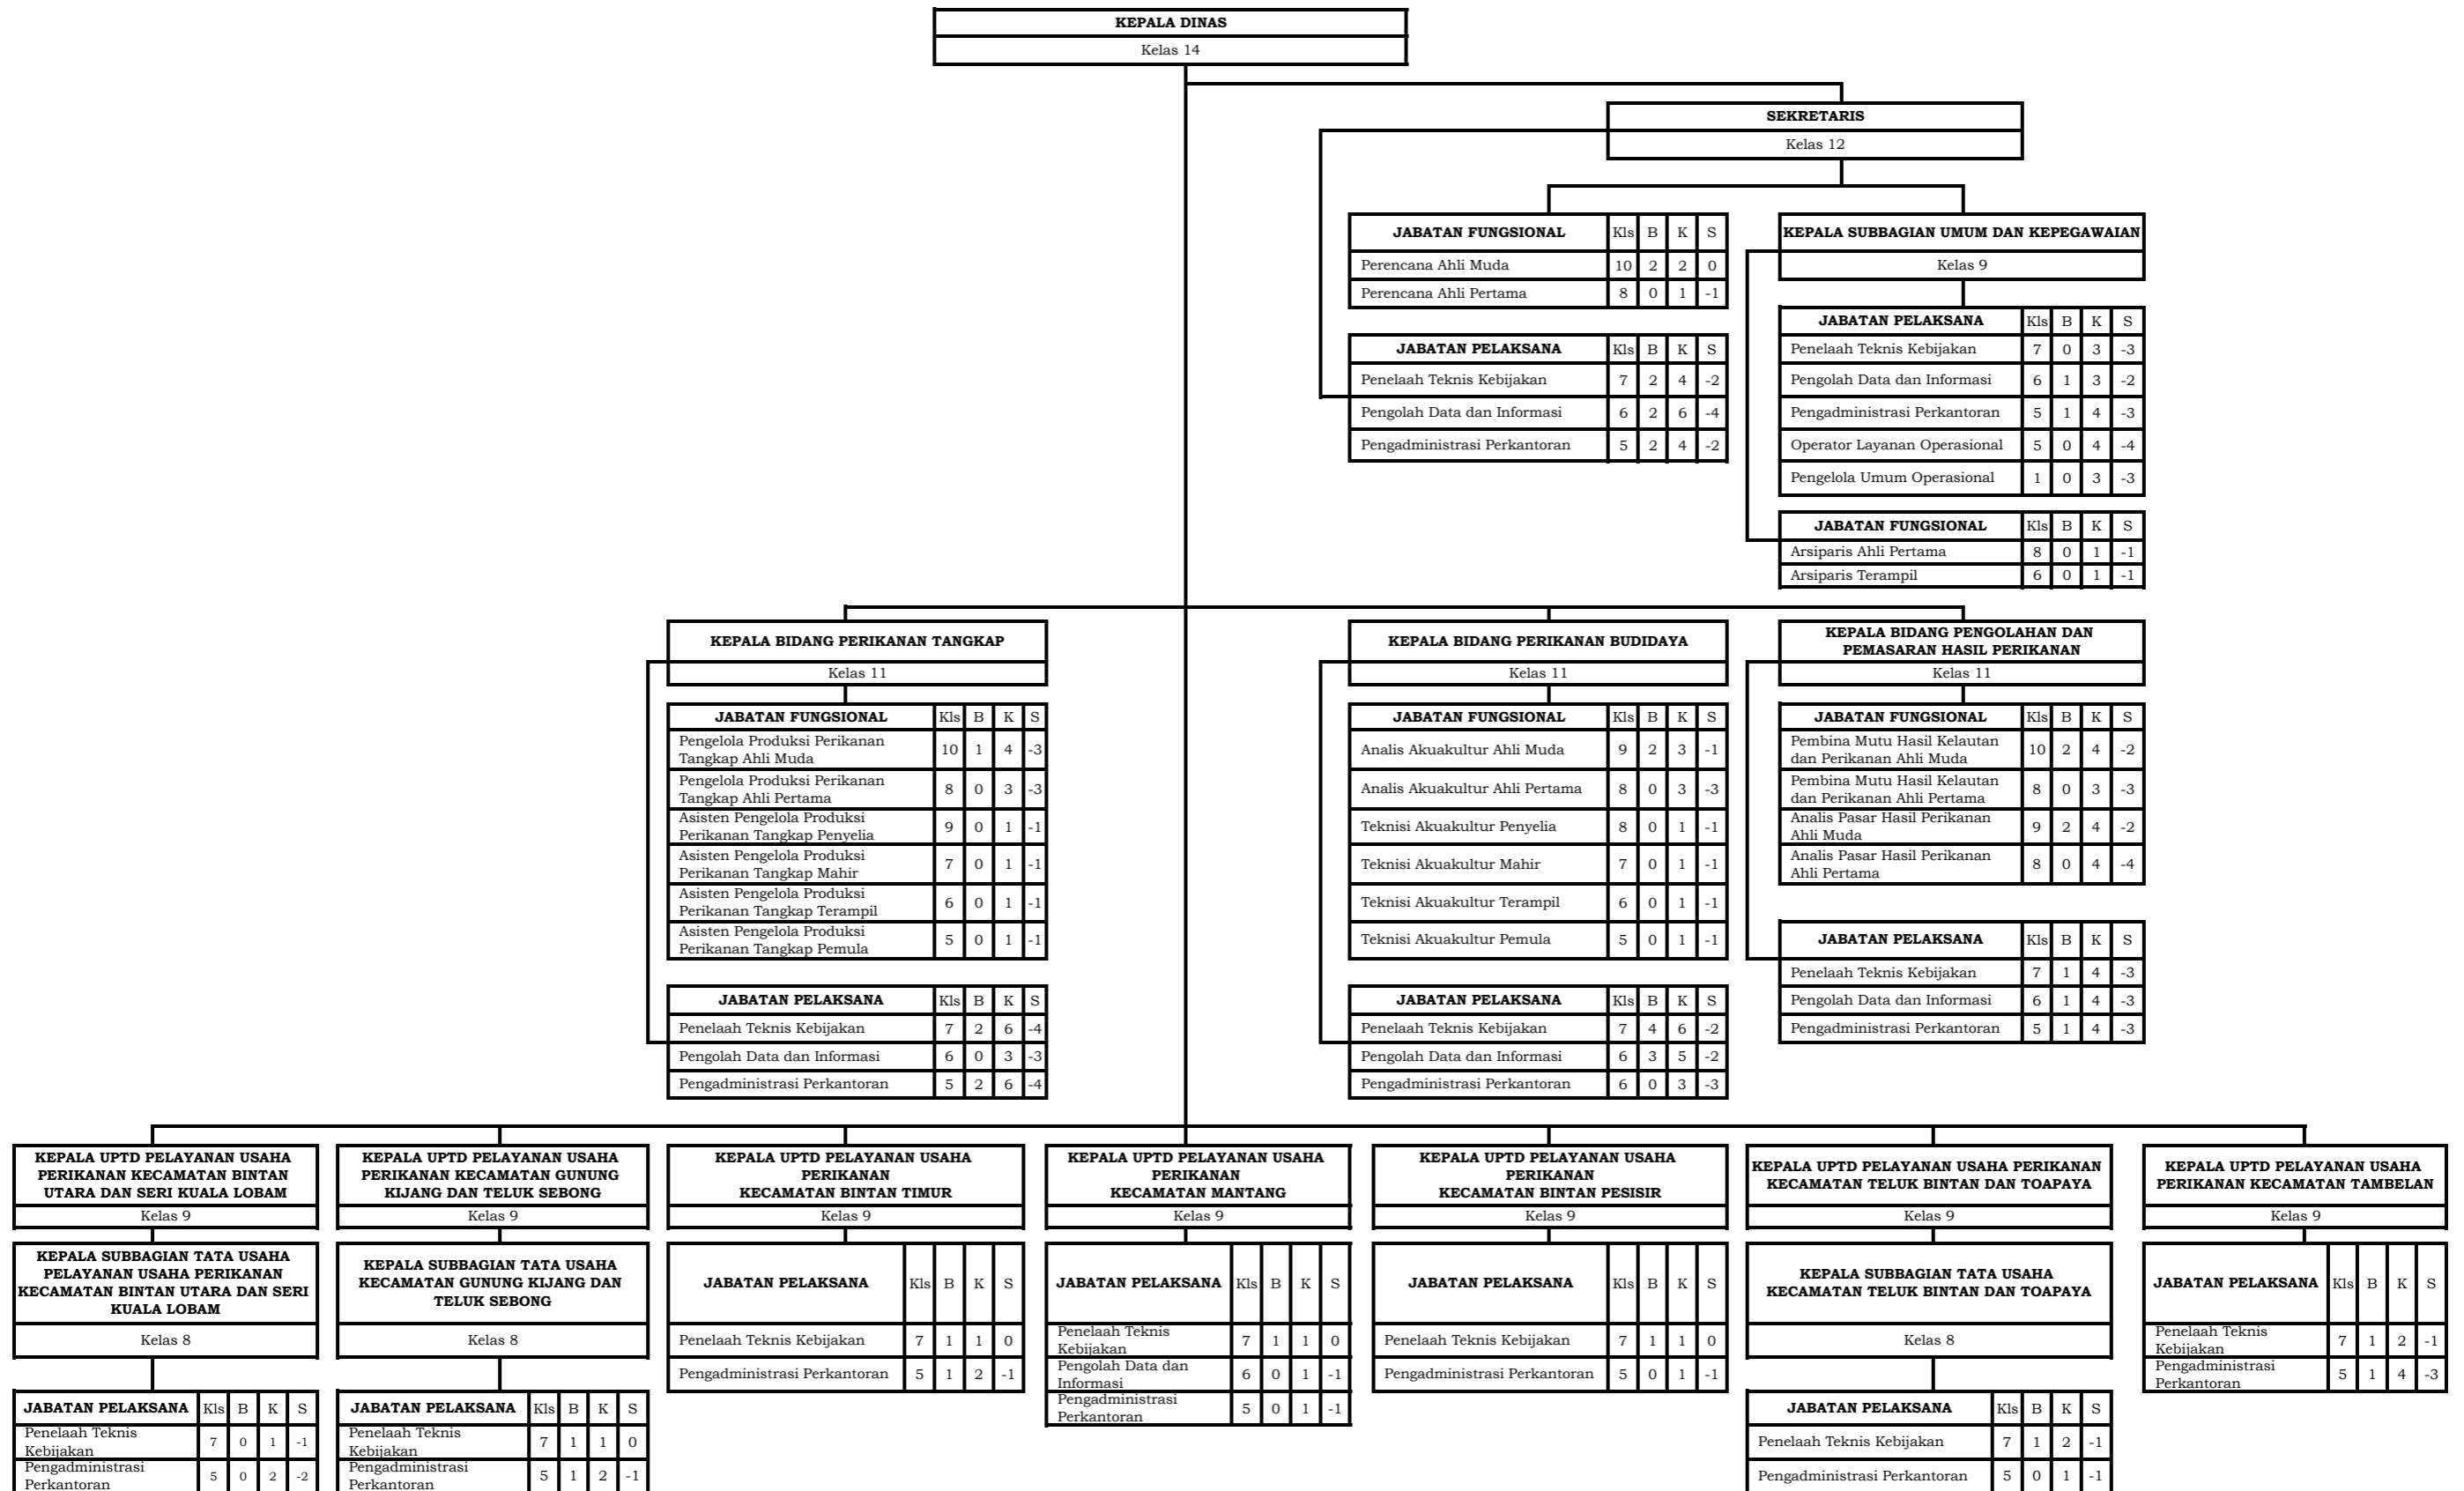 KEPALA DINAS
Kelas 14
SEKRETARIS
Kelas 12
JABATAN FUNGSIONAL Kls B K S
Perencana Ahli Muda 10 2 2 0
Perencana Ahli Pertama 8 0 1 -1
JABATAN PELAKSANA Kls B K S
Penelaah Teknis Kebijakan 7 2 4 -2
Pengolah Data dan Informasi 6 2 6 -4
Pengadministrasi Perkantoran 5 2 4 -2
KEPALA SUBBAGIAN UMUM DAN KEPEGAWAIAN
Kelas 9
JABATAN PELAKSANA Kls B K S
Penelaah Teknis Kebijakan 7 0 3 -3
Pengolah Data dan Informasi 6 1 3 -2
Pengadministrasi Perkantoran 5 1 4 -3
Operator Layanan Operasional 5 0 4 -4
Pengelola Umum Operasional 1 0 3 -3
JABATAN FUNGSIONAL Kls B K S
Arsiparis Ahli Pertama 8 0 1 -1
Arsiparis Terampil 6 0 1 -1
KEPALA BIDANG PERIKANAN TANGKAP
Kelas 11
JABATAN FUNGSIONAL Kls B K S
Pengelola Produksi Perikanan
Tangkap Ahli Muda 10 1 4 -3
Pengelola Produksi Perikanan
Tangkap Ahli Pertama 8 0 3 -3
Asisten Pengelola Produksi
Perikanan Tangkap Penyelia 9 0 1 -1
Asisten Pengelola Produksi
Perikanan Tangkap Mahir 7 0 1 -1
Asisten Pengelola Produksi
Perikanan Tangkap Terampil 6 0 1 -1
Asisten Pengelola Produksi
Perikanan Tangkap Pemula 5 0 1 -1
JABATAN PELAKSANA Kls B K S
Penelaah Teknis Kebijakan 7 2 6 -4
Pengolah Data dan Informasi 6 0 3 -3
Pengadministrasi Perkantoran 5 2 6 -4
KEPALA BIDANG PERIKANAN BUDIDAYA
Kelas 11
JABATAN FUNGSIONAL Kls B K S
Analis Akuakultur Ahli Muda 9 2 3 -1
Analis Akuakultur Ahli Pertama 8 0 3 -3
Teknisi Akuakultur Penyelia 8 0 1 -1
Teknisi Akuakultur Mahir 7 0 1 -1
Teknisi Akuakultur Terampil 6 0 1 -1
Teknisi Akuakultur Pemula 5 0 1 -1
JABATAN PELAKSANA Kls B K S
Penelaah Teknis Kebijakan 7 4 6 -2
Pengolah Data dan Informasi 6 3 5 -2
Pengadministrasi Perkantoran 6 0 3 -3
KEPALA BIDANG PENGOLAHAN DAN
PEMASARAN HASIL PERIKANAN
Kelas 11
JABATAN FUNGSIONAL Kls B K S
Pembina Mutu Hasil Kelautan
dan Perikanan Ahli Muda 10 2 4 -2
Pembina Mutu Hasil Kelautan
dan Perikanan Ahli Pertama 8 0 3 -3
Analis Pasar Hasil Perikanan
Ahli Muda 9 2 4 -2
Analis Pasar Hasil Perikanan
Ahli Pertama 8 0 4 -4
JABATAN PELAKSANA Kls B K S
Penelaah Teknis Kebijakan 7 1 4 -3
Pengolah Data dan Informasi 6 1 4 -3
Pengadministrasi Perkantoran 5 1 4 -3
KEPALA UPTD PELAYANAN USAHA
PERIKANAN KECAMATAN BINTAN
UTARA DAN SERI KUALA LOBAM
Kelas 9
KEPALA SUBBAGIAN TATA USAHA
PELAYANAN USAHA PERIKANAN
KECAMATAN BINTAN UTARA DAN SERI
KUALA LOBAM
Kelas 8
JABATAN PELAKSANA Kls B K S
Penelaah Teknis
Kebijakan 7 0 1 -1
Pengadministrasi
Perkantoran 5 0 2 -2
KEPALA UPTD PELAYANAN USAHA
PERIKANAN KECAMATAN GUNUNG
KIJANG DAN TELUK SEBONG
Kelas 9
KEPALA SUBBAGIAN TATA USAHA
KECAMATAN GUNUNG KIJANG DAN
TELUK SEBONG
Kelas 8
JABATAN PELAKSANA Kls B K S
Penelaah Teknis
Kebijakan 7 1 1 0
Pengadministrasi
Perkantoran 5 1 2 -1
KEPALA UPTD PELAYANAN USAHA
PERIKANAN
KECAMATAN BINTAN TIMUR
Kelas 9
JABATAN PELAKSANA Kls B K S
Penelaah Teknis Kebijakan 7 1 1 0
Pengadministrasi Perkantoran 5 1 2 -1
KEPALA UPTD PELAYANAN USAHA
PERIKANAN
KECAMATAN MANTANG
Kelas 9
JABATAN PELAKSANA Kls B K S
Penelaah Teknis
Kebijakan 7 1 1 0
Pengolah Data dan
Informasi 6 0 1 -1
Pengadministrasi
Perkantoran 5 0 1 -1
KEPALA UPTD PELAYANAN USAHA
PERIKANAN
KECAMATAN BINTAN PESISIR
Kelas 9
JABATAN PELAKSANA Kls B K S
Penelaah Teknis Kebijakan 7 1 1 0
Pengadministrasi Perkantoran 5 0 1 -1
KEPALA UPTD PELAYANAN USAHA PERIKANAN
KECAMATAN TELUK BINTAN DAN TOAPAYA
Kelas 9
KEPALA SUBBAGIAN TATA USAHA
KECAMATAN TELUK BINTAN DAN TOAPAYA
Kelas 8
JABATAN PELAKSANA Kls B K S
Penelaah Teknis Kebijakan 7 1 2 -1
Pengadministrasi Perkantoran 5 0 1 -1
KEPALA UPTD PELAYANAN USAHA
PERIKANAN KECAMATAN TAMBELAN
Kelas 9
JABATAN PELAKSANA Kls B K S
Penelaah Teknis
Kebijakan 7 1 2 -1
Pengadministrasi
Perkantoran 5 1 4 -3